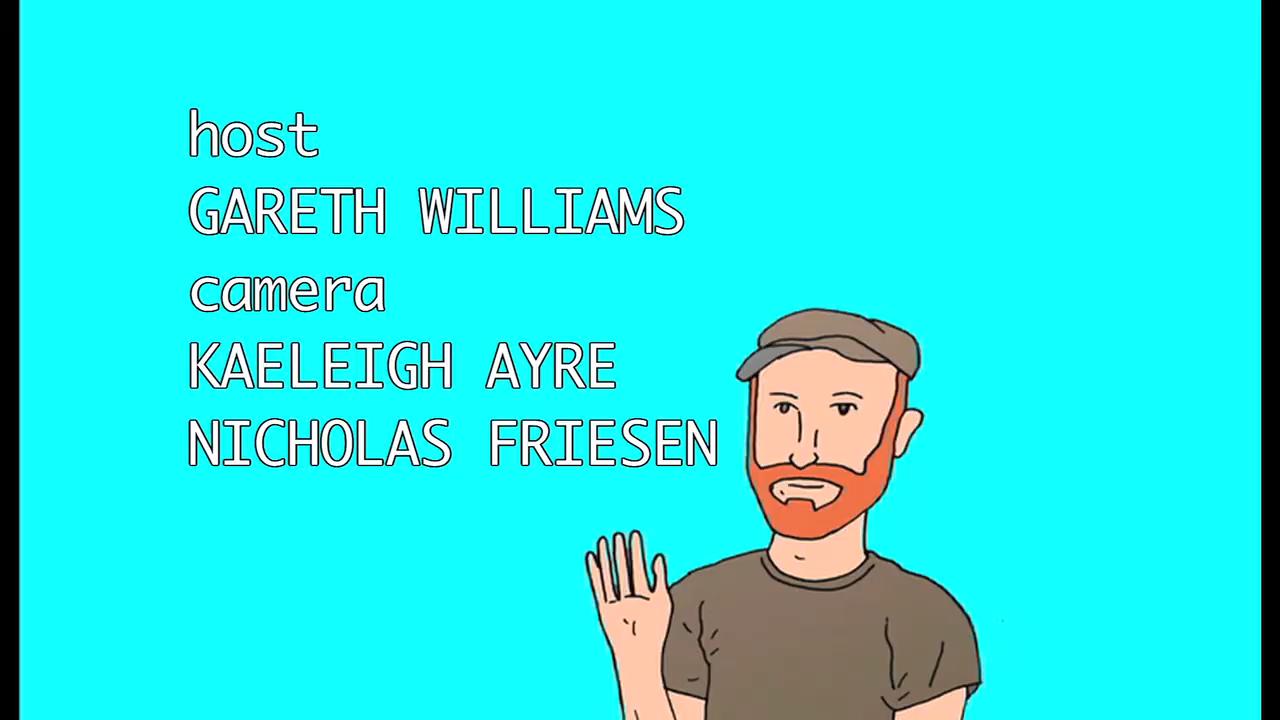 host
GARETH WILLIAMS
camera
KAELEIGH AYRE
NICHOLAS FRIESEN